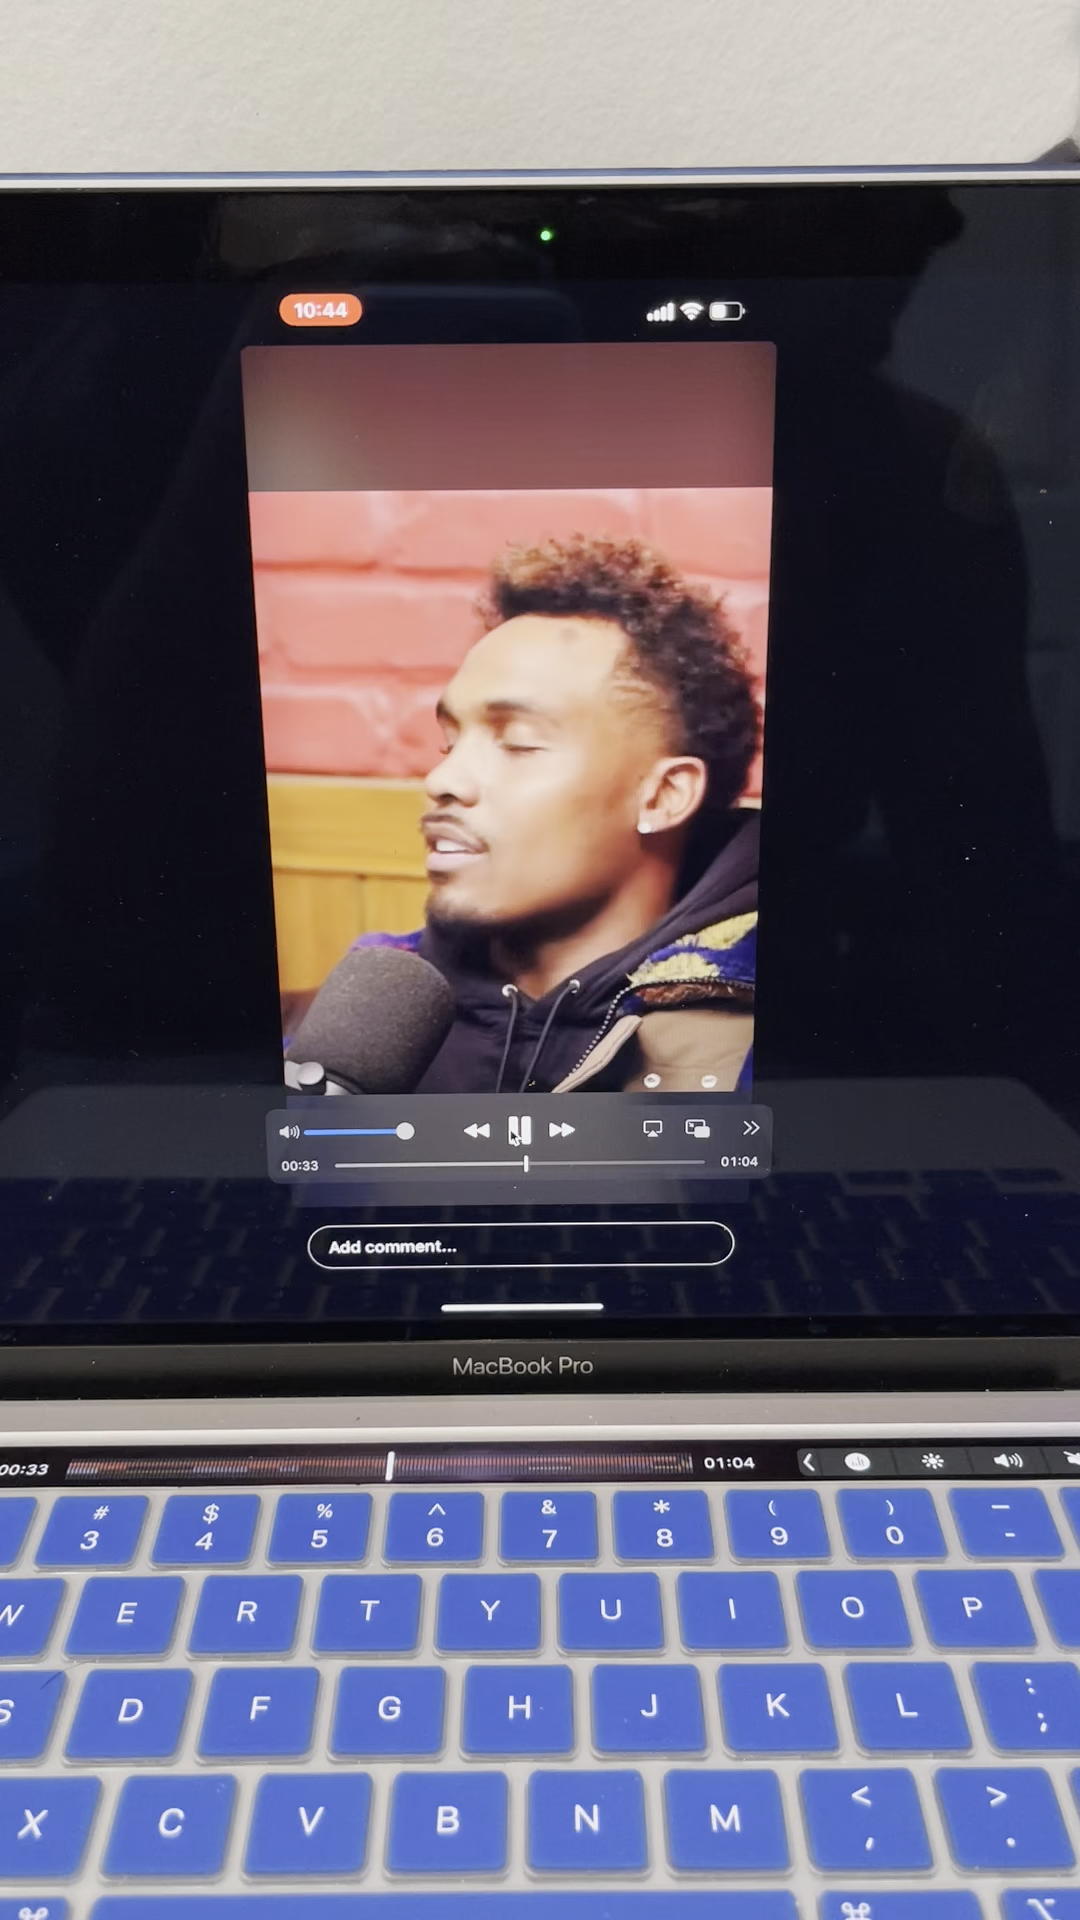 10:44
00:33
01:04
Add comment...
MacBook Pro
00:33
01:04
# $ % ^ & * ( ) –
3 4 5 6 7 8 9 0 -
W E R T Y U I O P
S D F G H J K L : ;
X C V B N M < , > .
⌘ ⌘ ⌥